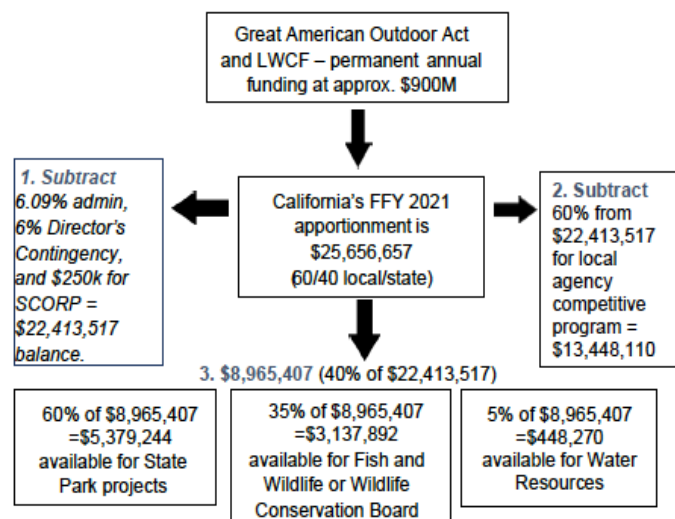 Great American Outdoor Act
and LWCF – permanent annual
funding at approx. $900M
1. Subtract
6.09% admin,
6% Director's
Contingency,
and $250k for
SCORP =
$22,413,517
balance.
California's FFY 2021
apportionment is
$25,656,657
(60/40 local/state)
2. Subtract
60% from
$22,413,517
for local
agency
competitive
program =
$13,448,110
3. $8,965,407 (40% of $22,413,517)
60% of $8,965,407
=$5,379,244
available for State
Park projects
35% of $8,965,407
=$3,137,892
available for Fish and
Wildlife or Wildlife
Conservation Board
5% of $8,965,407
=$448,270
available for Water
Resources